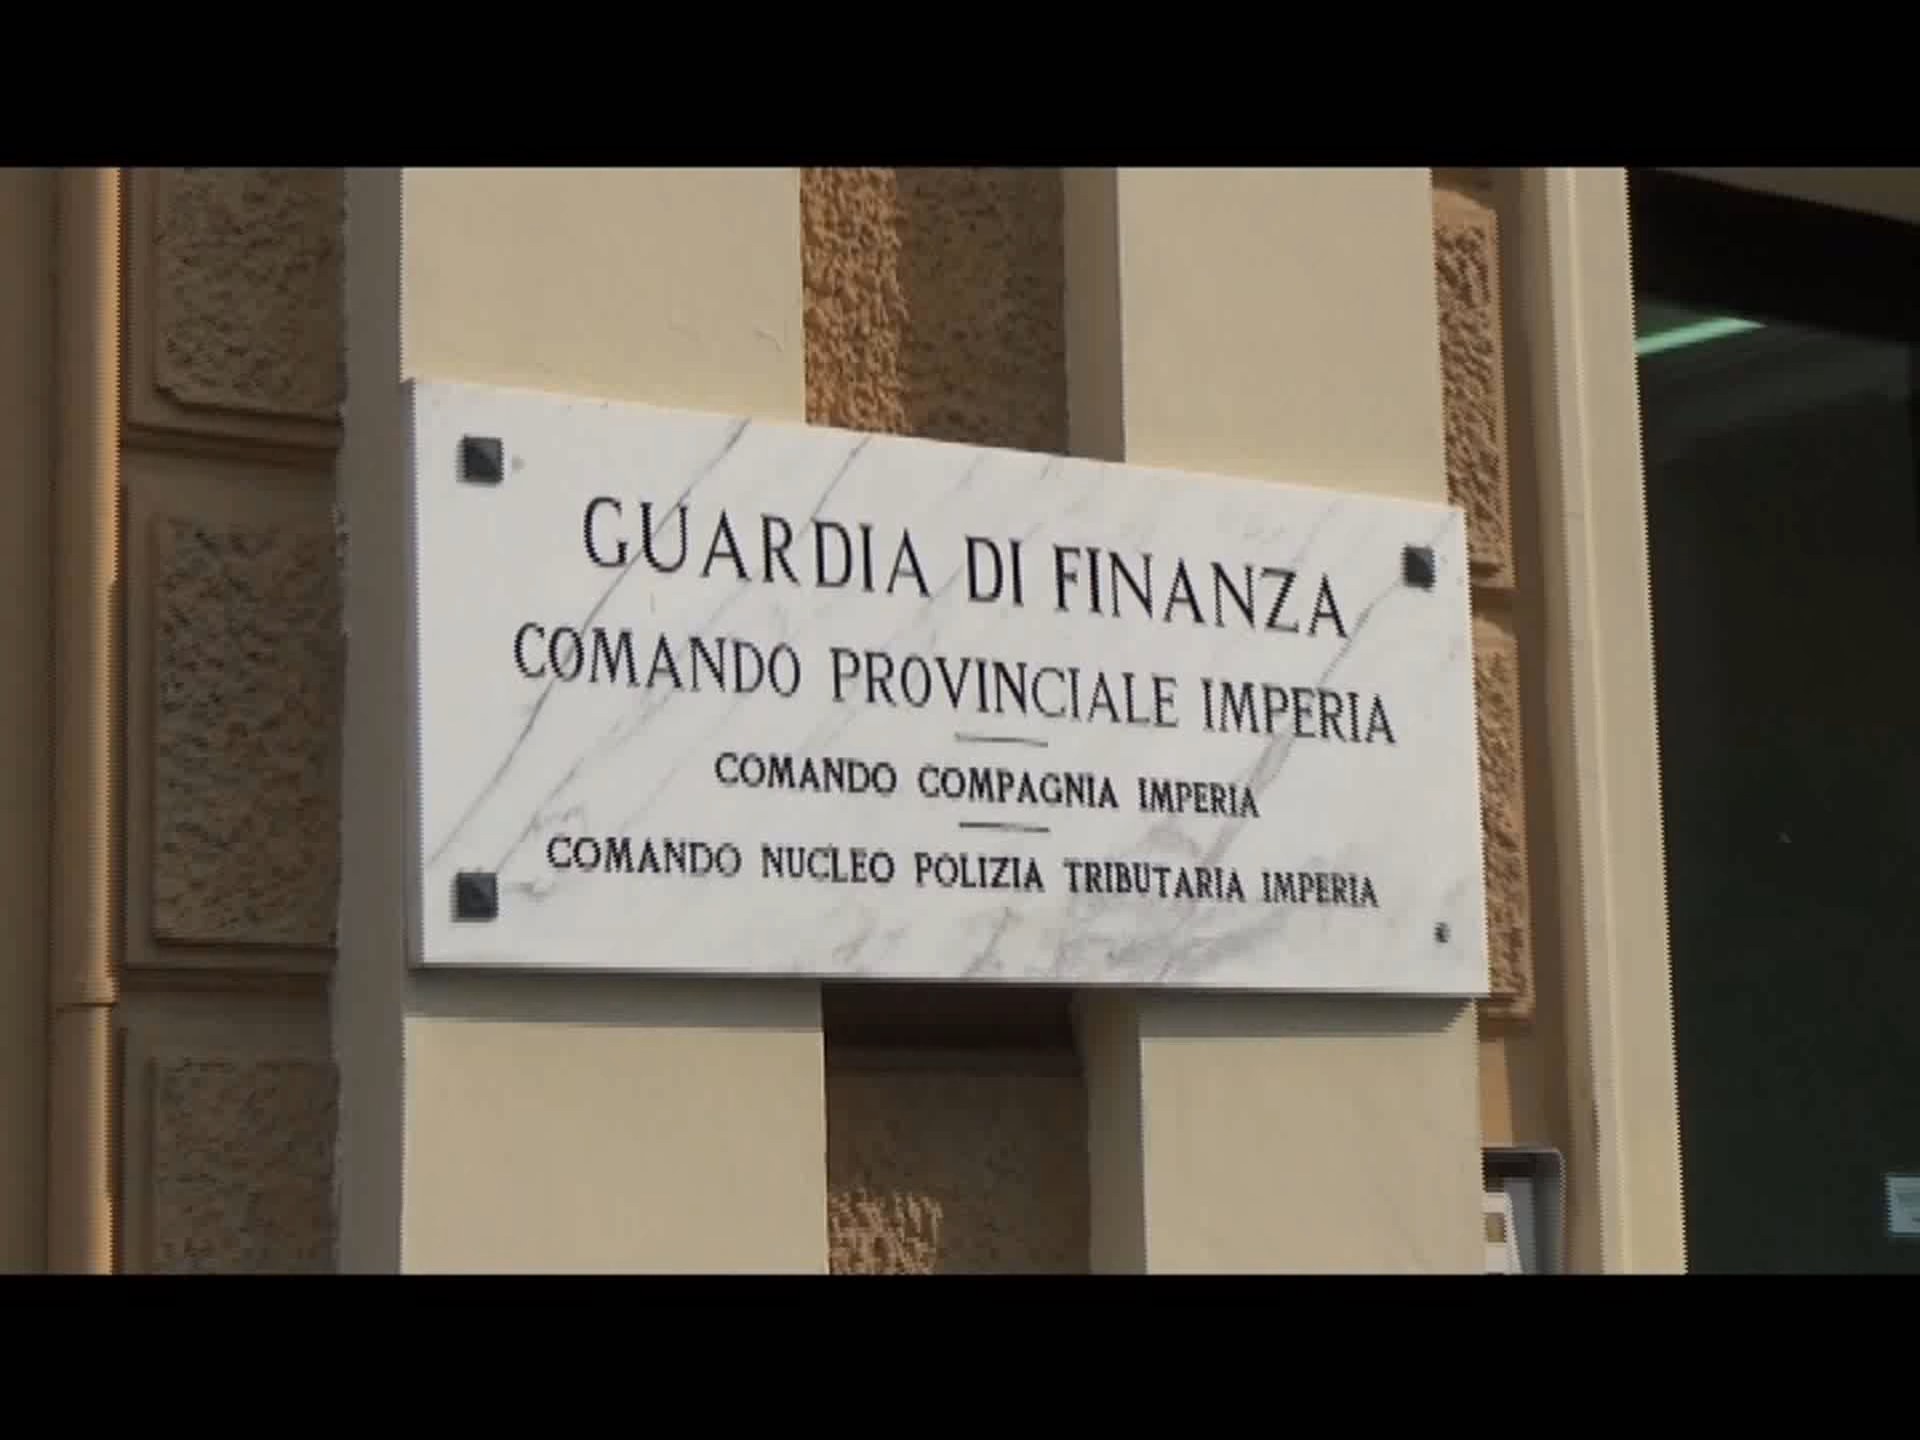 GUARDIA DI FINANZA
COMANDO PROVINCIALE IMPERIA
COMANDO COMPAGNIA IMPERIA
COMANDO NUCLEO POLIZIA TRIBUTARIA IMPERIA